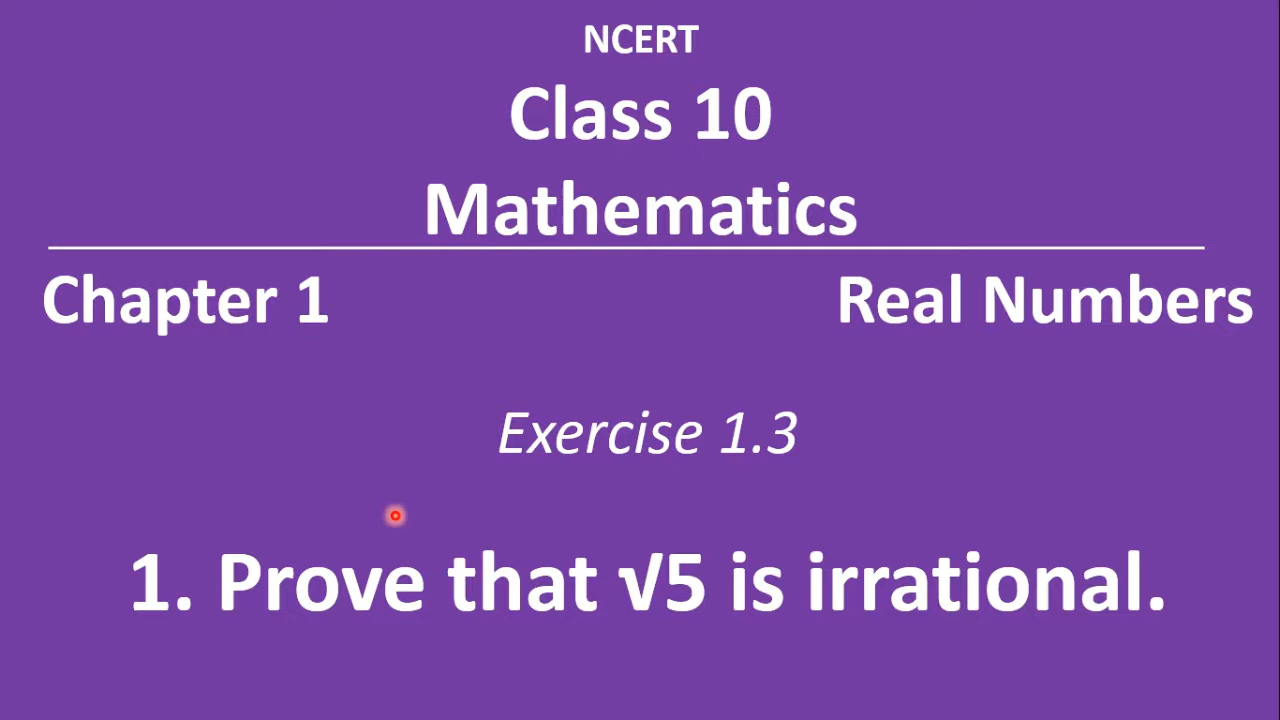 NCERT
Class 10
Mathematics
Chapter 1 Real Numbers
Exercise 1.3
1. Prove that √5 is irrational.